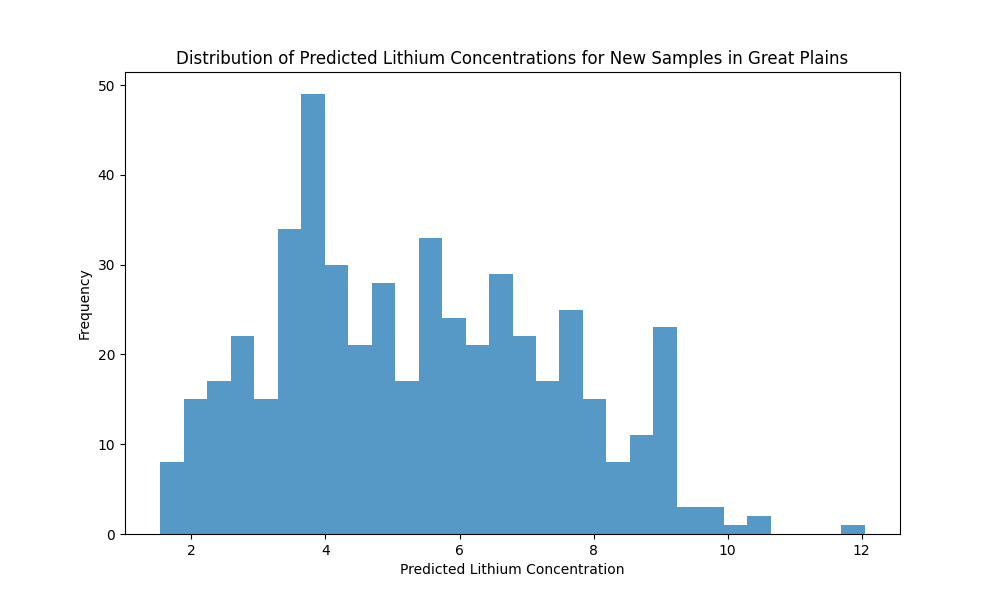 Distribution of Predicted Lithium Concentrations for New Samples in Great Plains
50
40
30
20
10
0
Frequency
2 4 6 8 10 12
Predicted Lithium Concentration